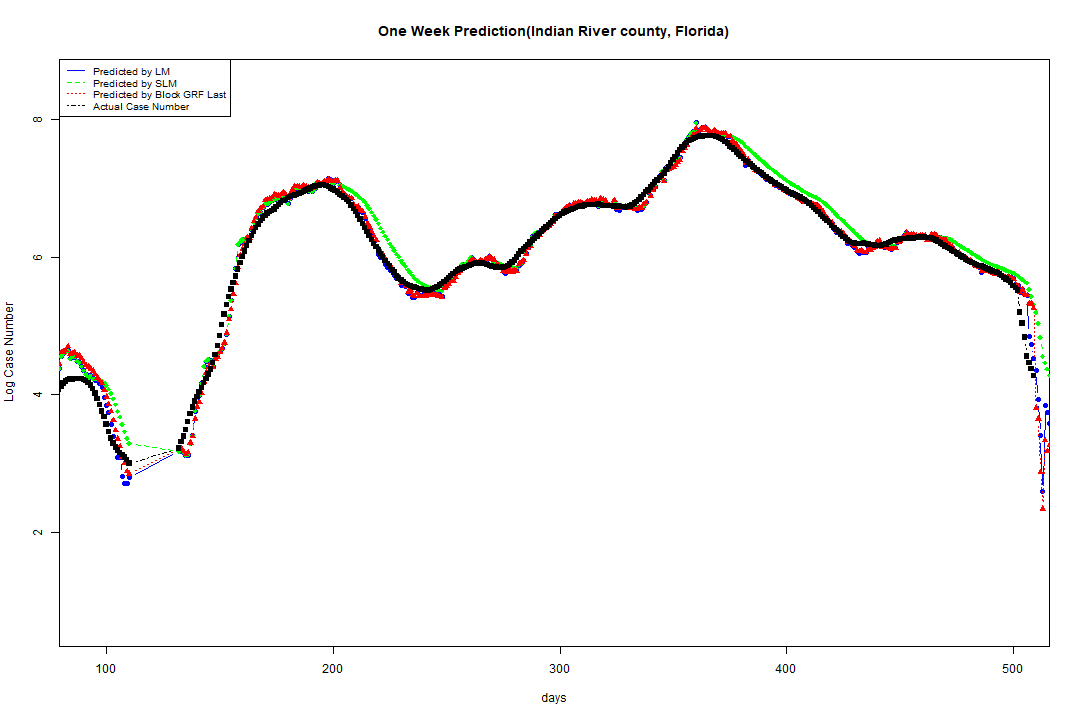 One Week Prediction(Indian River county, Florida)
Predicted by LM
Predicted by SLM
Predicted by Block GRF Last
Actual Case Number
8
6
4
2
Log Case Number
100 200 300 400 500
days